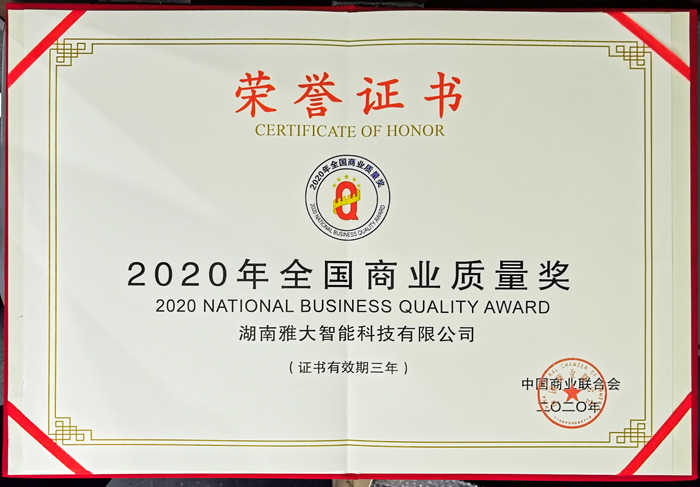 荣誉证书
CERTIFICATE OF HONOR
2020年全国商业质量奖
Q
2020 NATIONAL BUSINESS QUALITY AWARD
2020年全国商业质量奖
2020 NATIONAL BUSINESS QUALITY AWARD
湖南雅大智能科技有限公司
（证书有效期三年）
中国商业联合会
二〇二〇年